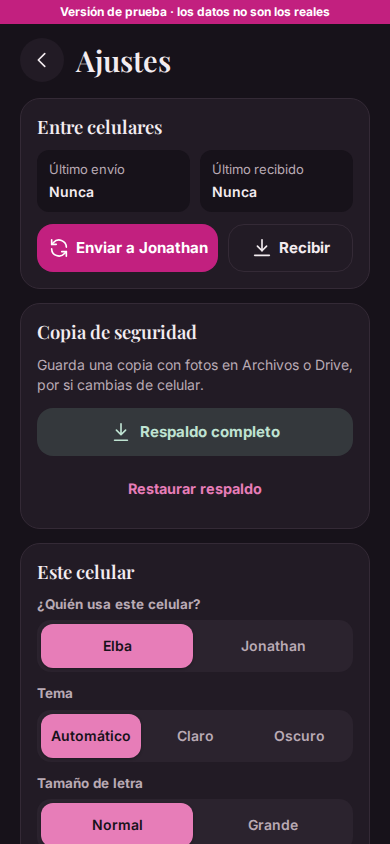 Versión de prueba · los datos no son los reales
Ajustes
Entre celulares
Último envío
Nunca
Último recibido
Nunca
Enviar a Jonathan
Recibir
Copia de seguridad
Guarda una copia con fotos en Archivos o Drive,
por si cambias de celular.
Respaldo completo
Restaurar respaldo
Este celular
¿Quién usa este celular?
Elba
Jonathan
Tema
Automático
Claro
Oscuro
Tamaño de letra
Normal
Grande